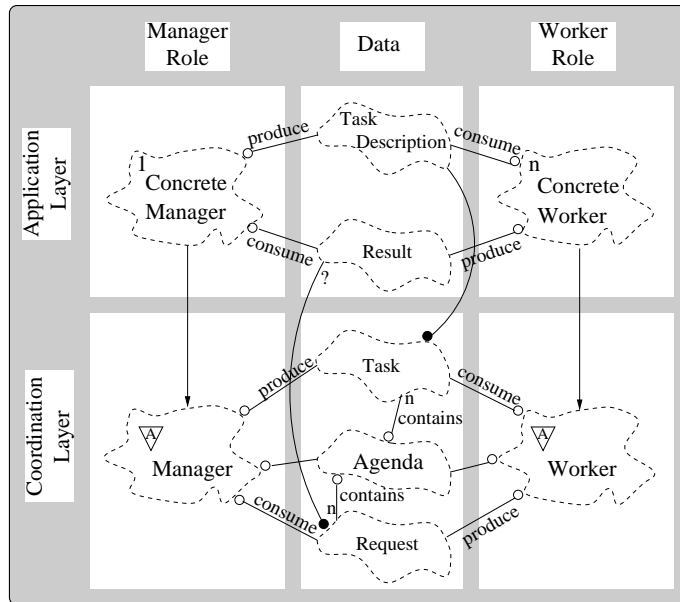 Manager
Role
Data
Worker
Role
Application
Layer
produce
Task
Description
consume
1
Concrete
Manager
n
Concrete
Worker
consume
Result
produce
?
Coordination
Layer
produce
Task
consume
n
contains
A
Manager
Agenda
A
Worker
contains
n
consume
Request
produce